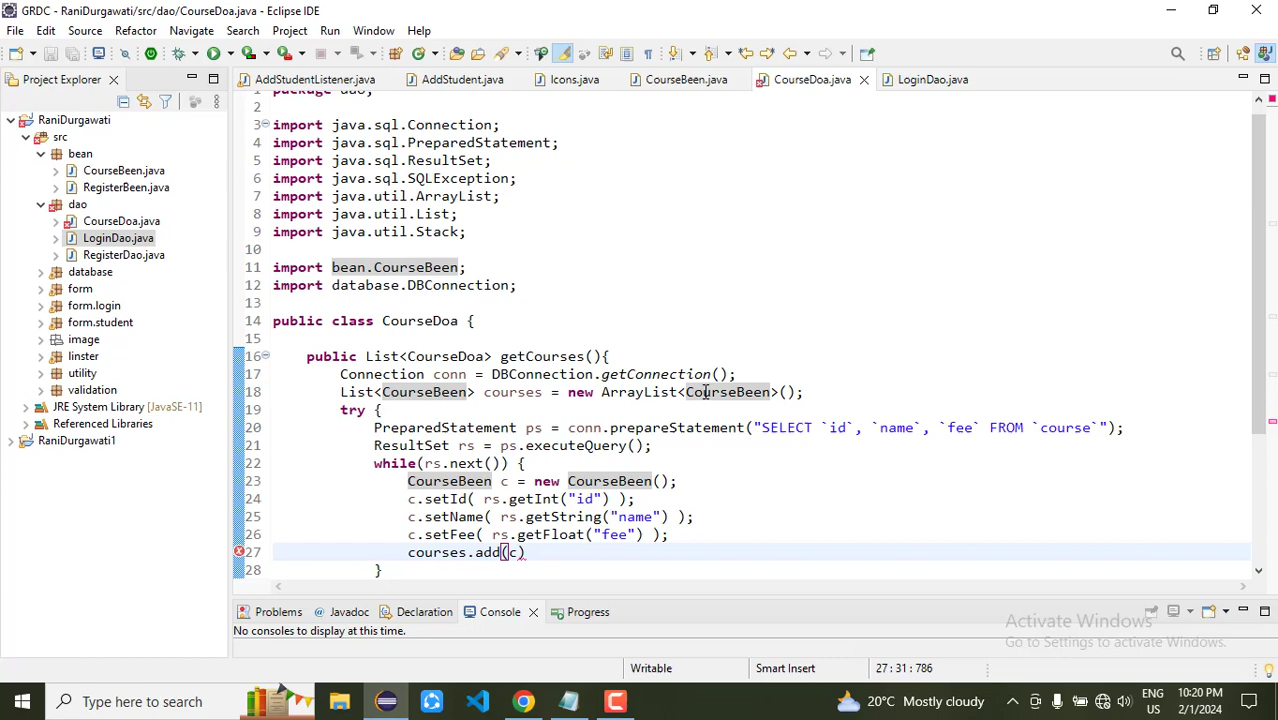 GRDC - RaniDurgawati/src/dao/CourseDoa.java - Eclipse IDE
File Edit Source Refactor Navigate Search Project Run Window Help
Project Explorer
AddStudentListener.java AddStudent.java Icons.java CourseBeen.java CourseDoa.java LoginDao.java
RaniDurgawati
src
bean
CourseBeen.java
RegisterBeen.java
dao
CourseDoa.java
LoginDao.java
RegisterDao.java
database
form
form.login
form.student
image
linster
utility
validation
JRE System Library [JavaSE-11]
Referenced Libraries
RaniDurgawati1
1 package dao;
2
3 import java.sql.Connection;
4 import java.sql.PreparedStatement;
5 import java.sql.ResultSet;
6 import java.sql.SQLException;
7 import java.util.ArrayList;
8 import java.util.List;
9 import java.util.Stack;
10
11 import bean.CourseBeen;
12 import database.DBConnection;
13
14 public class CourseDoa {
15
16 public List<CourseDoa> getCourses(){
17 Connection conn = DBConnection.getConnection();
18 List<CourseBeen> courses = new ArrayList<CourseBeen>();
19 try {
20 PreparedStatement ps = conn.prepareStatement("SELECT `id`, `name`, `fee` FROM `course`");
21 ResultSet rs = ps.executeQuery();
22 while(rs.next()) {
23 CourseBeen c = new CourseBeen();
24 c.setId( rs.getInt("id") );
25 c.setName( rs.getString("name") );
26 c.setFee( rs.getFloat("fee") );
27 courses.add(c)
28 }
Problems Javadoc Declaration Console Progress
No consoles to display at this time.
Activate Windows
Go to Settings to activate Windows.
Writable Smart Insert 27 : 31 : 786
Type here to search
20°C Mostly cloudy
ENG
US
10:20 PM
2/1/2024